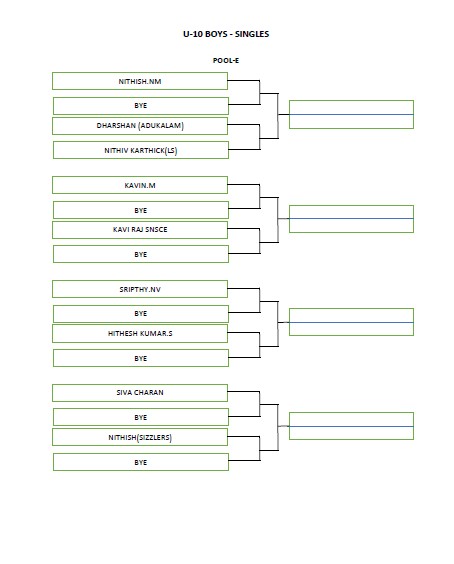 U-10 BOYS - SINGLES
POOL-E
NITHISH.NM
BYE
DHARSHAN (ADUKALAM)
NITHIV KARTHICK(LS)
KAVIN.M
BYE
KAVI RAJ SNSCE
BYE
SRIPTHY.NV
BYE
HITHESH KUMAR.S
BYE
SIVA CHARAN
BYE
NITHISH(SIZZLERS)
BYE